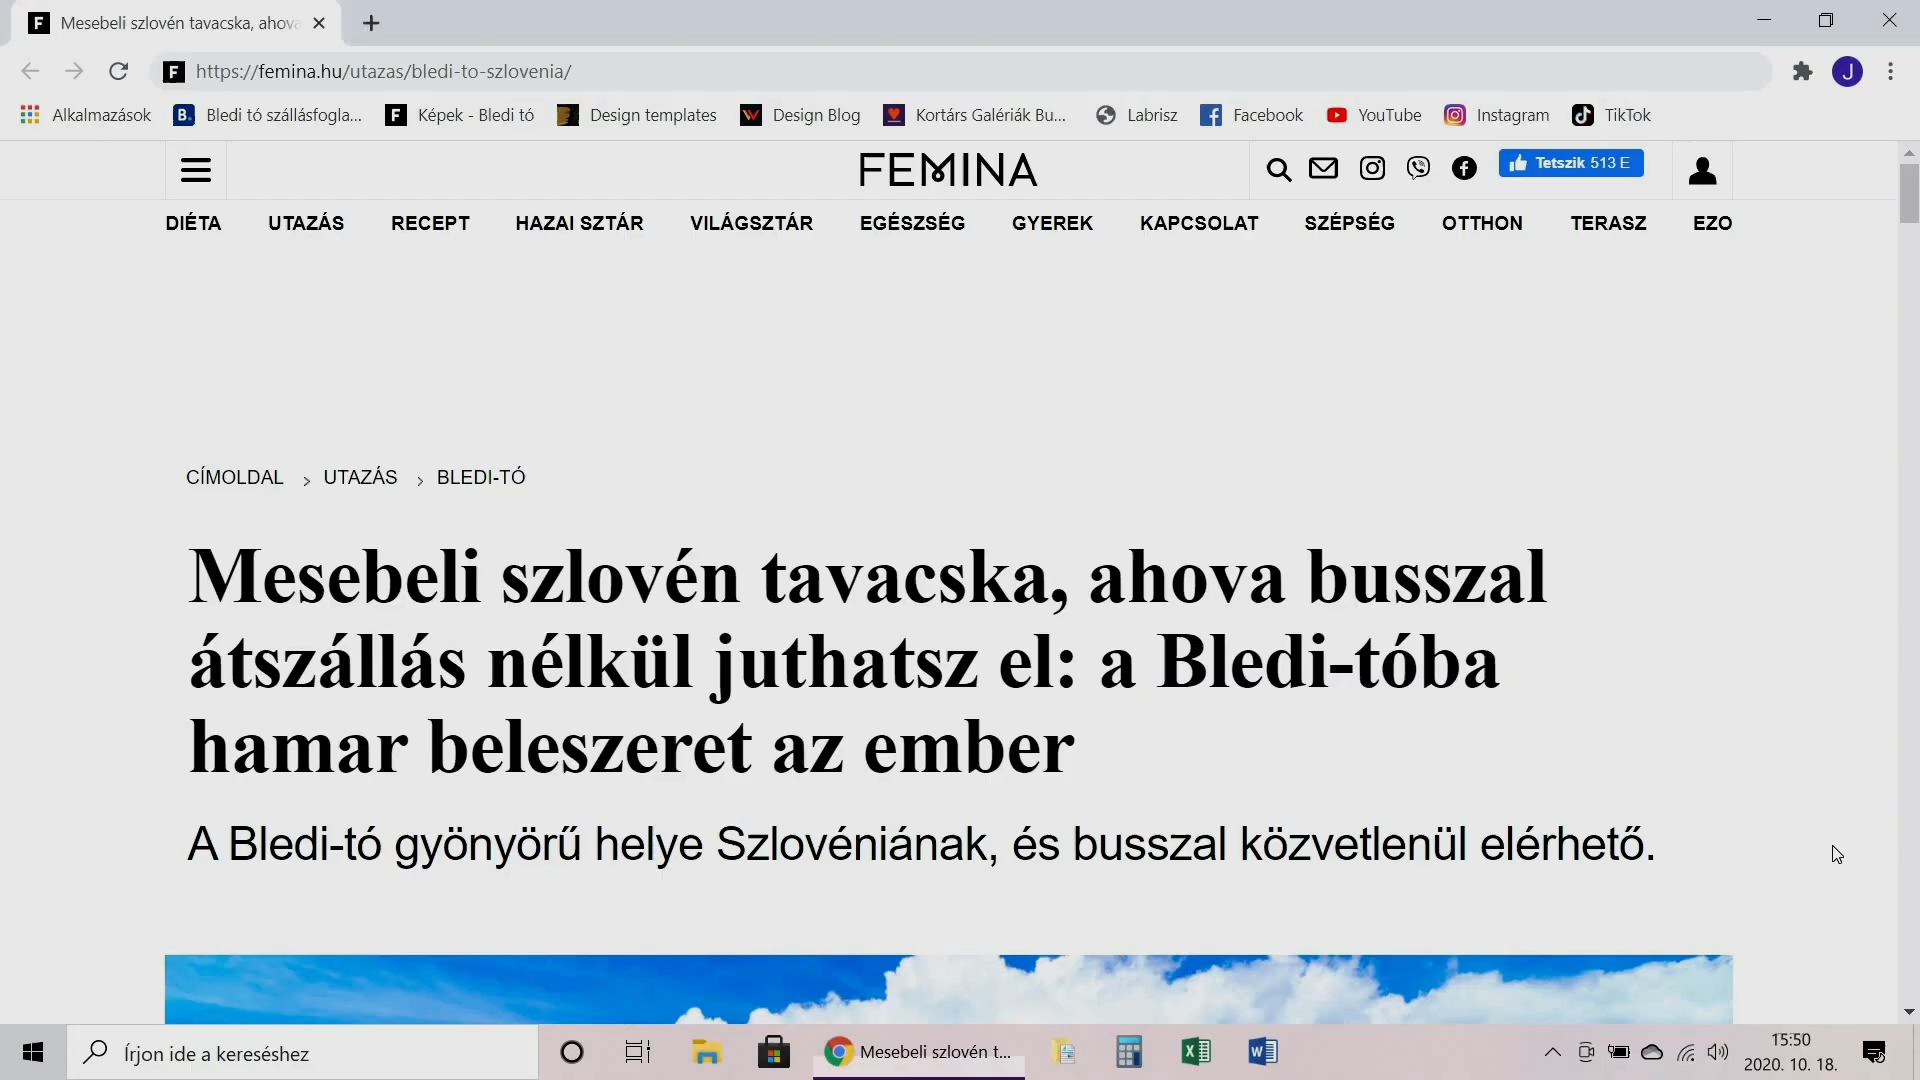 Mesebeli szlovén tavacska, ahova
https://femina.hu/utazas/bledi-to-szlovenia/
J
Alkalmazások Bledi tó szállásfogla... Képek - Bledi tó Design templates Design Blog Kortárs Galériák Bu... Labrisz Facebook YouTube Instagram TikTok
FEMINA
Tetszik 513 E
DIÉTA UTAZÁS RECEPT HAZAI SZTÁR VILÁGSZTÁR EGÉSZSÉG GYEREK KAPCSOLAT SZÉPSÉG OTTHON TERASZ EZO
CÍMOLDAL > UTAZÁS > BLEDI-TÓ
Mesebeli szlovén tavacska, ahova busszal
átszállás nélkül juthatsz el: a Bledi-tóba
hamar beleszeret az ember
A Bledi-tó gyönyörű helye Szlovéniának, és busszal közvetlenül elérhető.
Írjon ide a kereséshez
Mesebeli szlovén t...
15:50
2020. 10. 18.